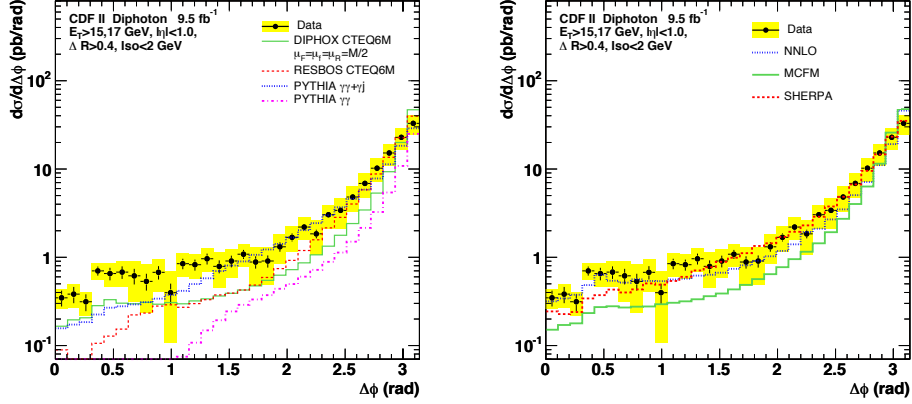 CDF II Diphoton 9.5 fb⁻¹
E_T>15,17 GeV, |η|<1.0,
Δ R>0.4, Iso<2 GeV
Data
DIPHOX CTEQ6M
μ_F=μ_f=μ_R=M/2
RESBOS CTEQ6M
PYTHIA γγ+γj
PYTHIA γγ
dσ/dΔϕ (pb/rad)
10²
10
1
10⁻¹
0 0.5 1 1.5 2 2.5 3
Δϕ (rad)
CDF II Diphoton 9.5 fb⁻¹
E_T>15,17 GeV, |η|<1.0,
Δ R>0.4, Iso<2 GeV
Data
NNLO
MCFM
SHERPA
dσ/dΔϕ (pb/rad)
10²
10
1
10⁻¹
0 0.5 1 1.5 2 2.5 3
Δϕ (rad)